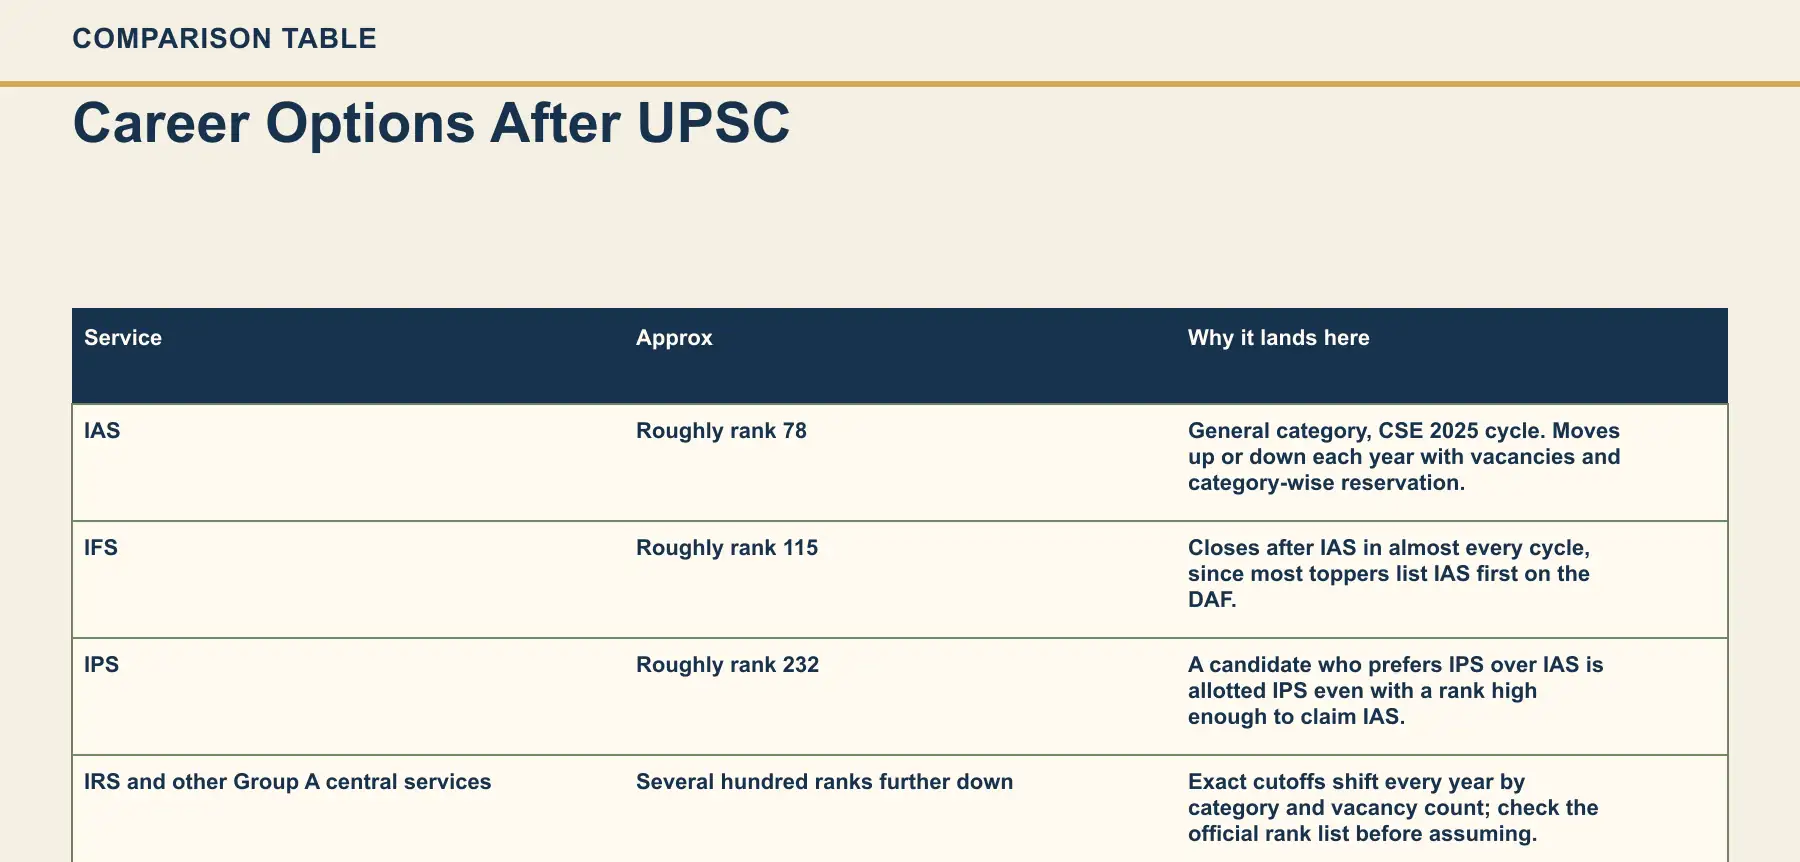 COMPARISON TABLE
Career Options After UPSC
Service
Approx
Why it lands here
IAS
Roughly rank 78
General category, CSE 2025 cycle. Moves
up or down each year with vacancies and
category-wise reservation.
IFS
Roughly rank 115
Closes after IAS in almost every cycle,
since most toppers list IAS first on the
DAF.
IPS
Roughly rank 232
A candidate who prefers IPS over IAS is
allotted IPS even with a rank high
enough to claim IAS.
IRS and other Group A central services
Several hundred ranks further down
Exact cutoffs shift every year by
category and vacancy count; check the
official rank list before assuming.